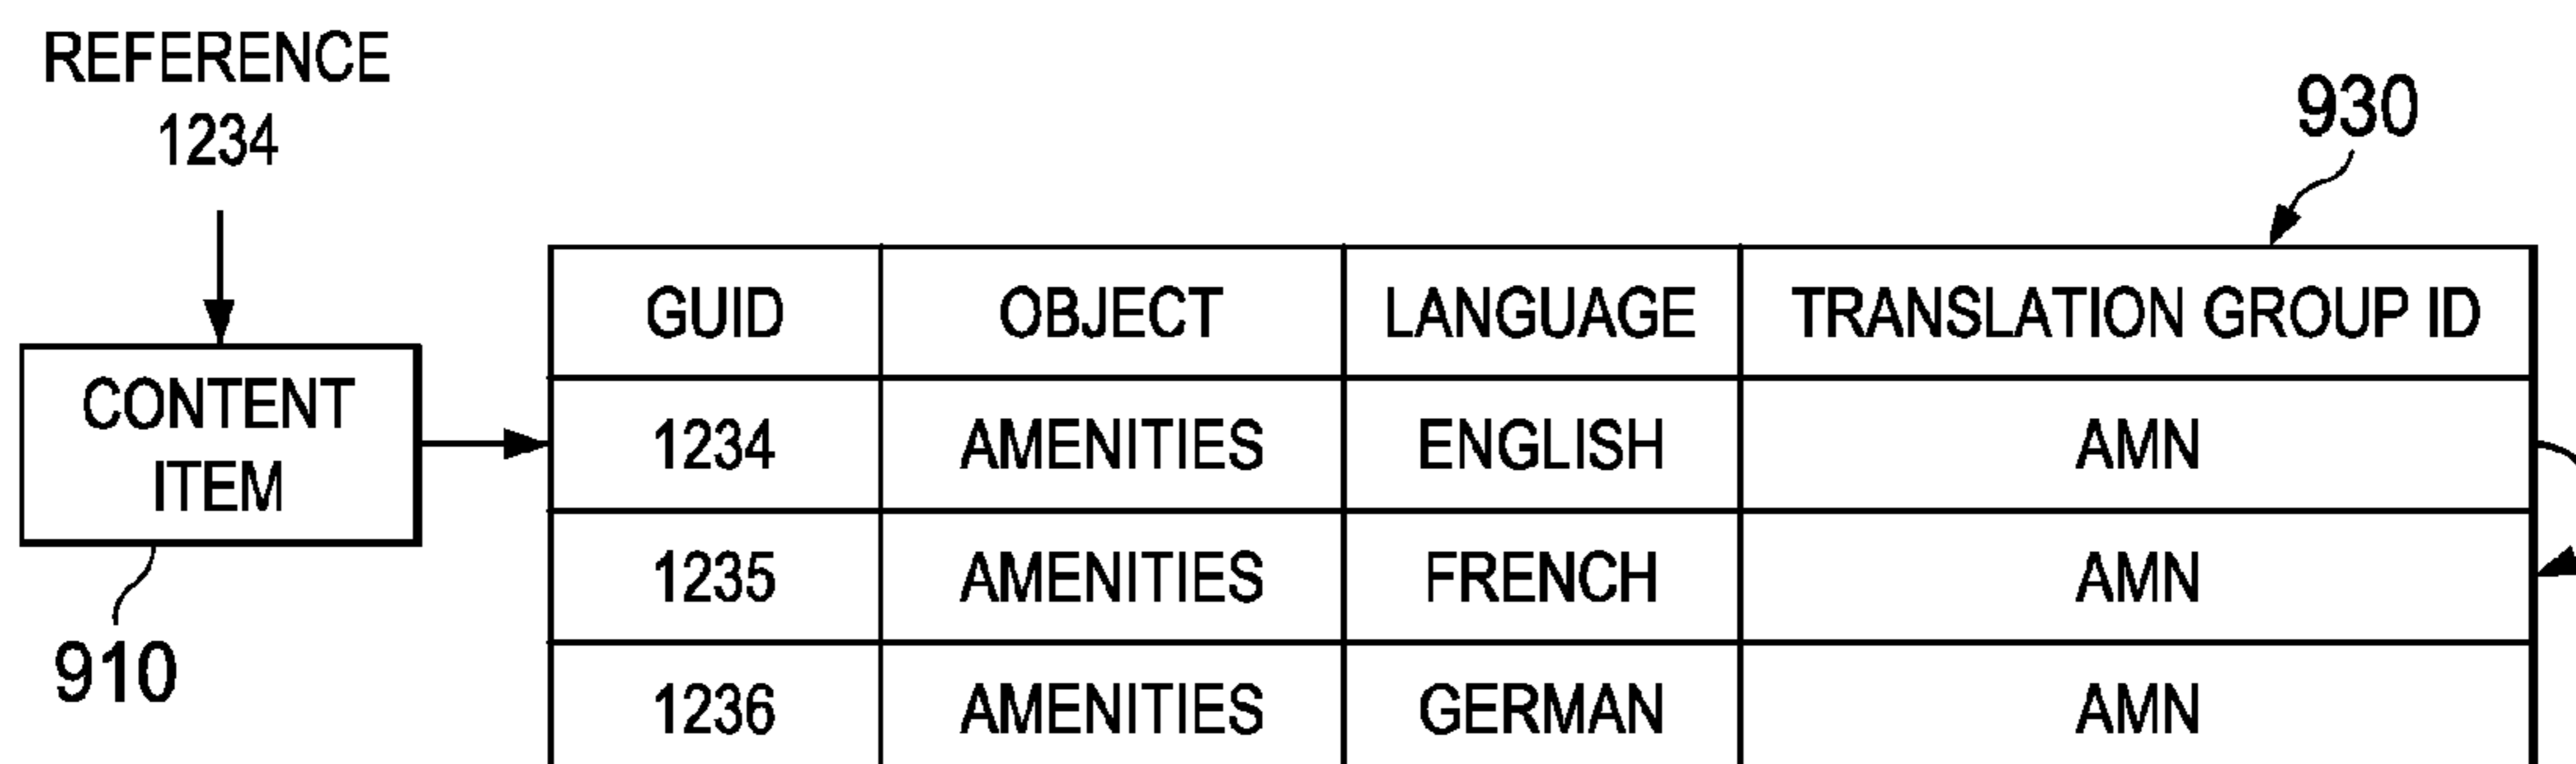 REFERENCE
1234
930
CONTENT
ITEM
910
GUID OBJECT LANGUAGE TRANSLATION GROUP ID
1234 AMENITIES ENGLISH AMN
1235 AMENITIES FRENCH AMN
1236 AMENITIES GERMAN AMN